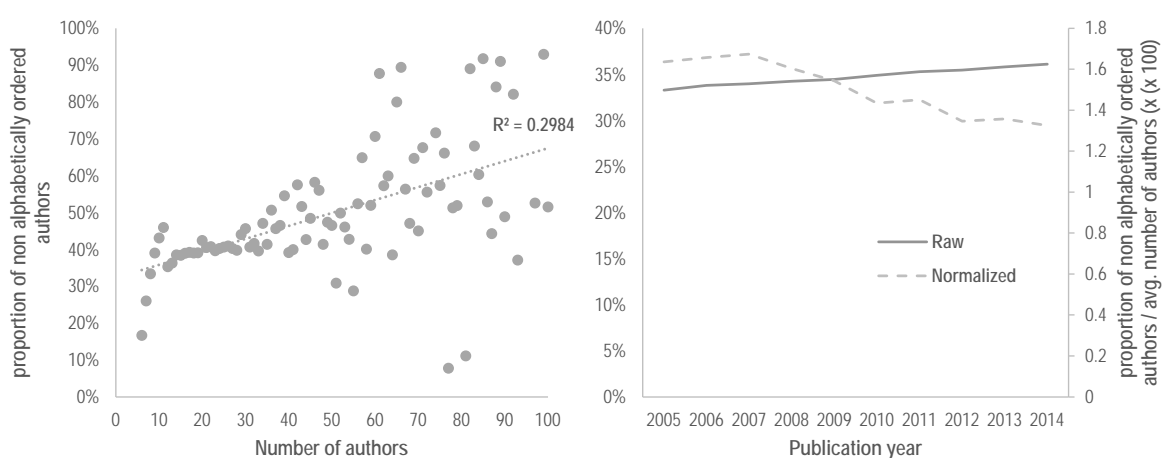 proportion of non alphabetically ordered
authors
100%
90%
80%
70%
60%
50%
40%
30%
20%
10%
0%
R² = 0.2984
0 10 20 30 40 50 60 70 80 90 100
Number of authors
40%
35%
30%
25%
20%
15%
10%
5%
0%
Raw
Normalized
1.8
1.6
1.4
1.2
1
0.8
0.6
0.4
0.2
0
proportion of non alphabetically ordered
authors / avg. number of authors (x (x 100)
2005 2006 2007 2008 2009 2010 2011 2012 2013 2014
Publication year